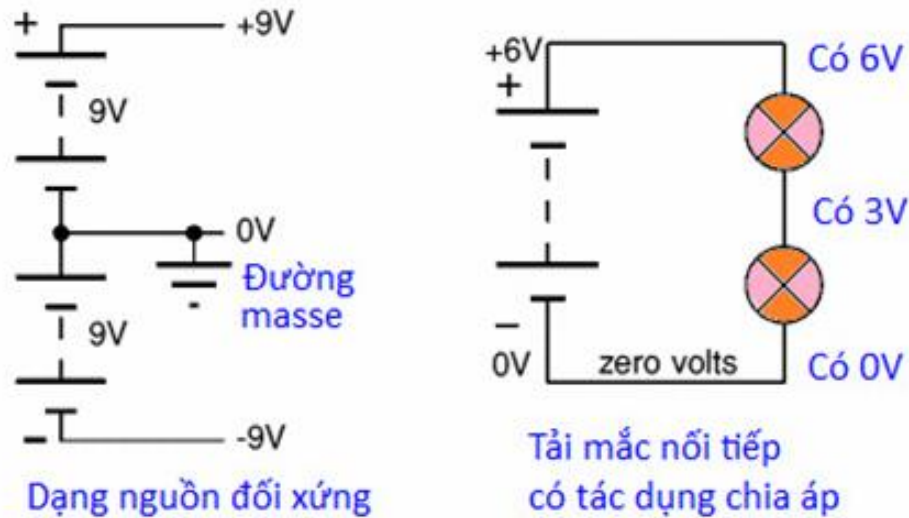 +
+9V
9V
0V
Đường
masse
9V
-
-9V
Dạng nguồn đối xứng
+6V
+
Có 6V
Có 3V
−
0V
zero volts
Có 0V
Tải mắc nối tiếp
có tác dụng chia áp